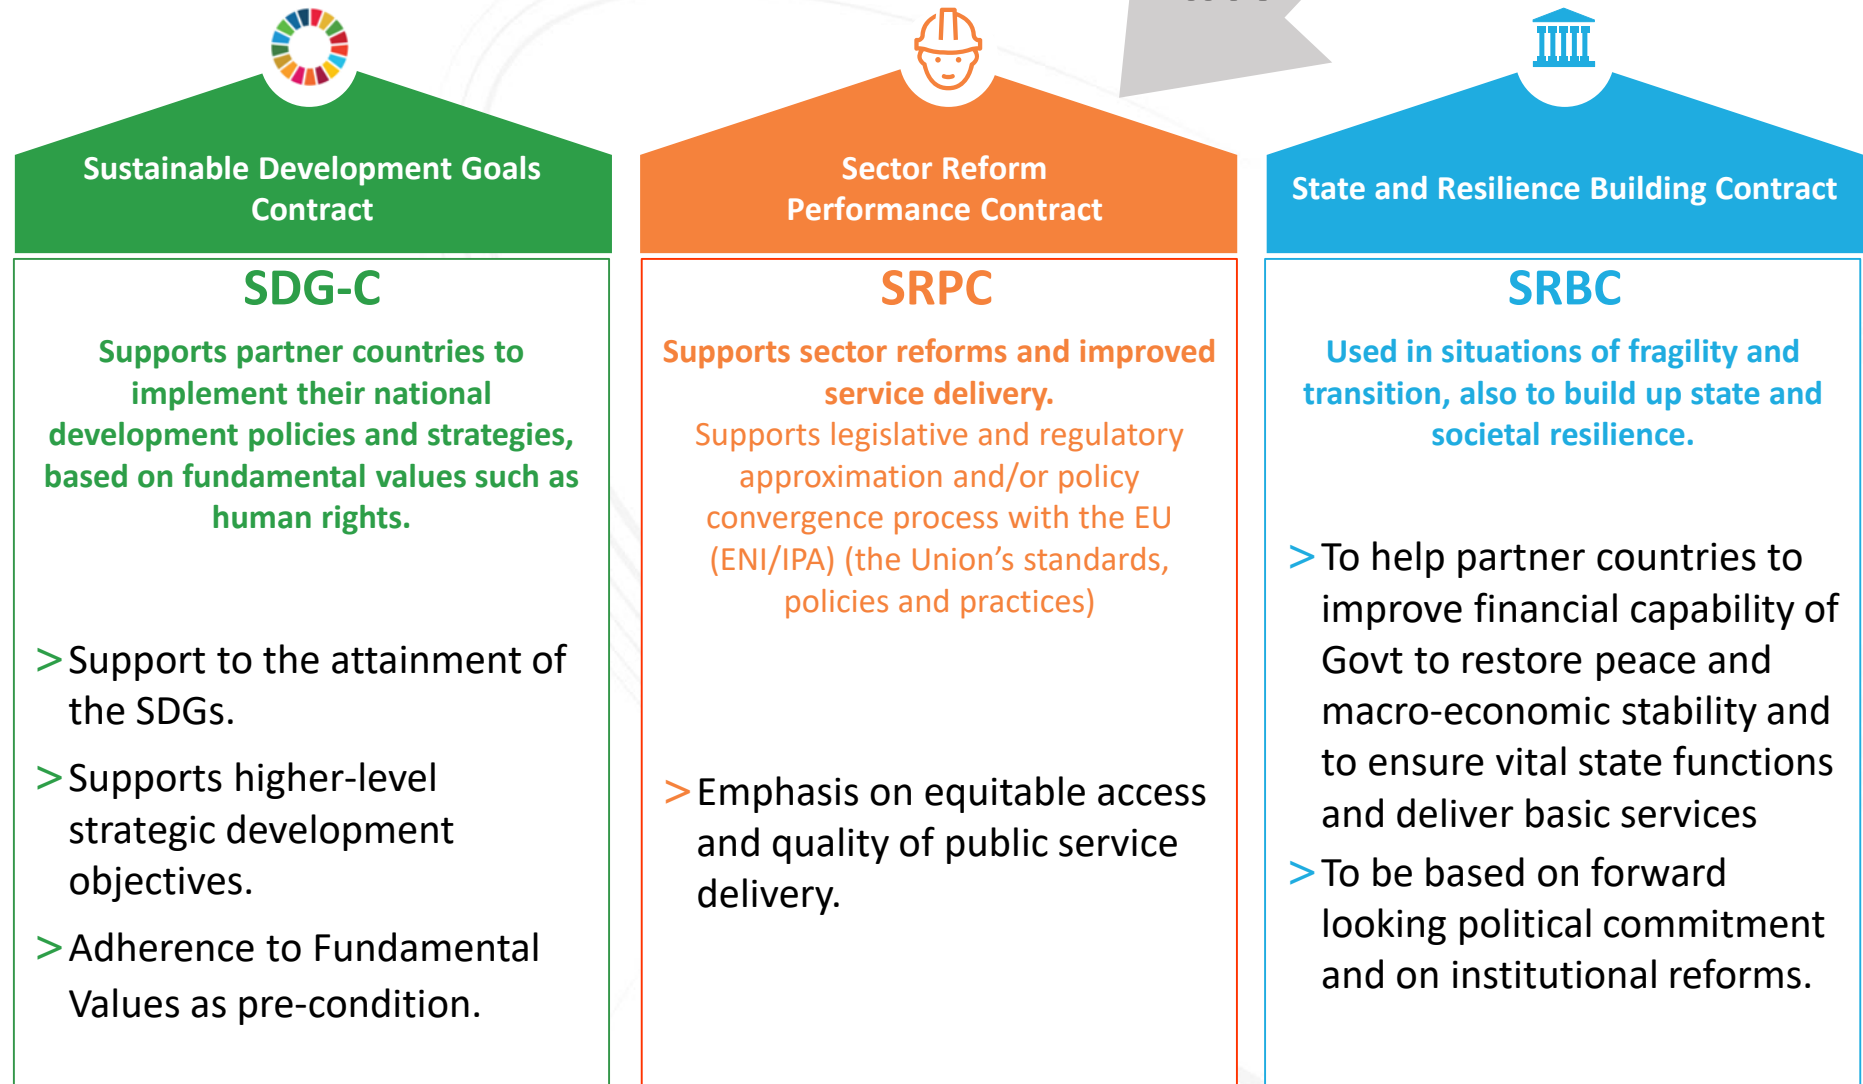 Sustainable Development Goals
Contract
SDG-C
Supports partner countries to
implement their national
development policies and strategies,
based on fundamental values such as
human rights.
>Support to the attainment of
the SDGs.
>Supports higher-level
strategic development
objectives.
>Adherence to Fundamental
Values as pre-condition.
Sector Reform
Performance Contract
SRPC
Supports sector reforms and improved
service delivery.
Supports legislative and regulatory
approximation and/or policy
convergence process with the EU
(ENI/IPA) (the Union’s standards,
policies and practices)
>Emphasis on equitable access
and quality of public service
delivery.
State and Resilience Building Contract
SRBC
Used in situations of fragility and
transition, also to build up state and
societal resilience.
>To help partner countries to
improve financial capability of
Govt to restore peace and
macro-economic stability and
to ensure vital state functions
and deliver basic services
>To be based on forward
looking political commitment
and on institutional reforms.